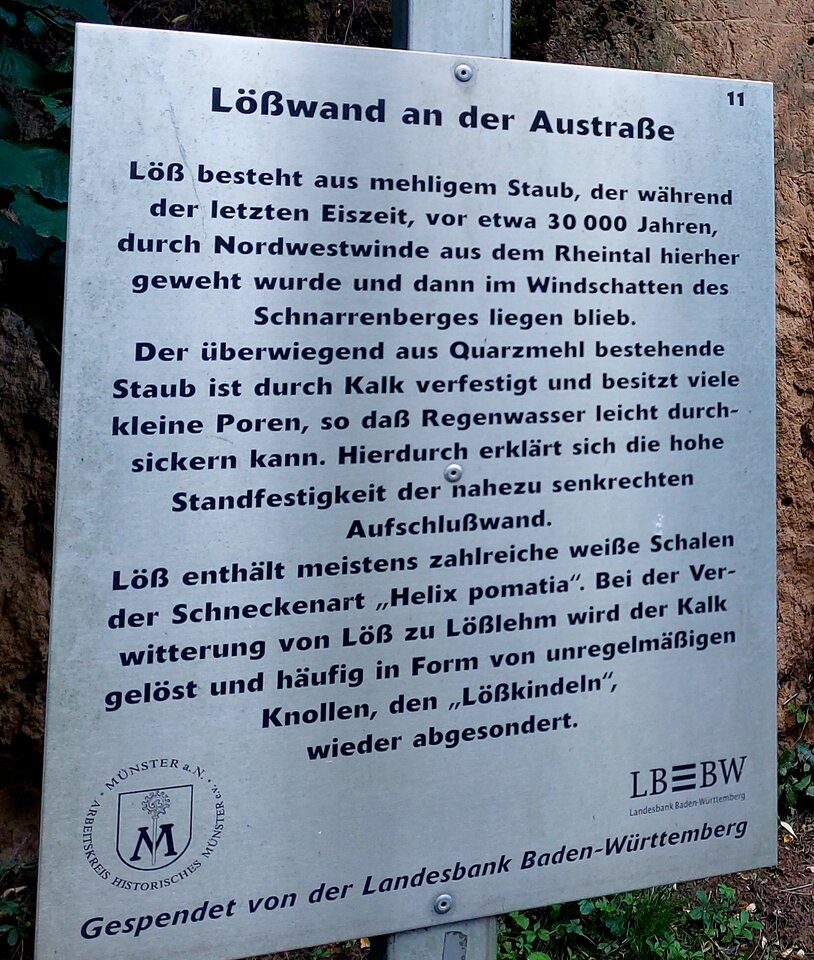 11
Lößwand an der Austraße
Löß besteht aus mehligem Staub, der während
der letzten Eiszeit, vor etwa 30 000 Jahren,
durch Nordwestwinde aus dem Rheintal hierher
geweht wurde und dann im Windschatten des
Schnarrenberges liegen blieb.
Der überwiegend aus Quarzmehl bestehende
Staub ist durch Kalk verfestigt und besitzt viele
kleine Poren, so daß Regenwasser leicht durch-
sickern kann. Hierdurch erklärt sich die hohe
Standfestigkeit der nahezu senkrechten
Aufschlußwand.
Löß enthält meistens zahlreiche weiße Schalen
der Schneckenart „Helix pomatia“. Bei der Ver-
witterung von Löß zu Lößlehm wird der Kalk
gelöst und häufig in Form von unregelmäßigen
Knollen, den „Lößkindeln“,
wieder abgesondert.
MÜNSTER a.N.
ARBEITSKREIS HISTORISCHES MÜNSTER e.V.
M
LBBW
Landesbank Baden-Württemberg
Gespendet von der Landesbank Baden-Württemberg